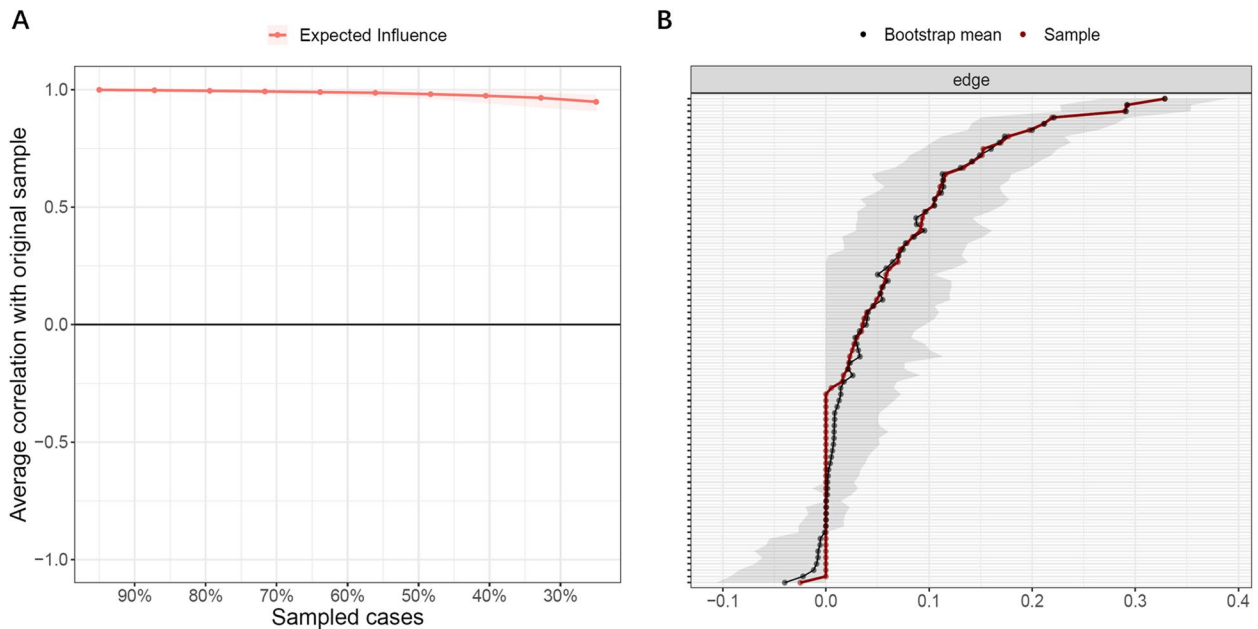 A
Expected Influence
Average correlation with original sample
1.0
0.5
0.0
−0.5
−1.0
90% 80% 70% 60% 50% 40% 30%
Sampled cases
B
Bootstrap mean Sample
edge
−0.1 0.0 0.1 0.2 0.3 0.4